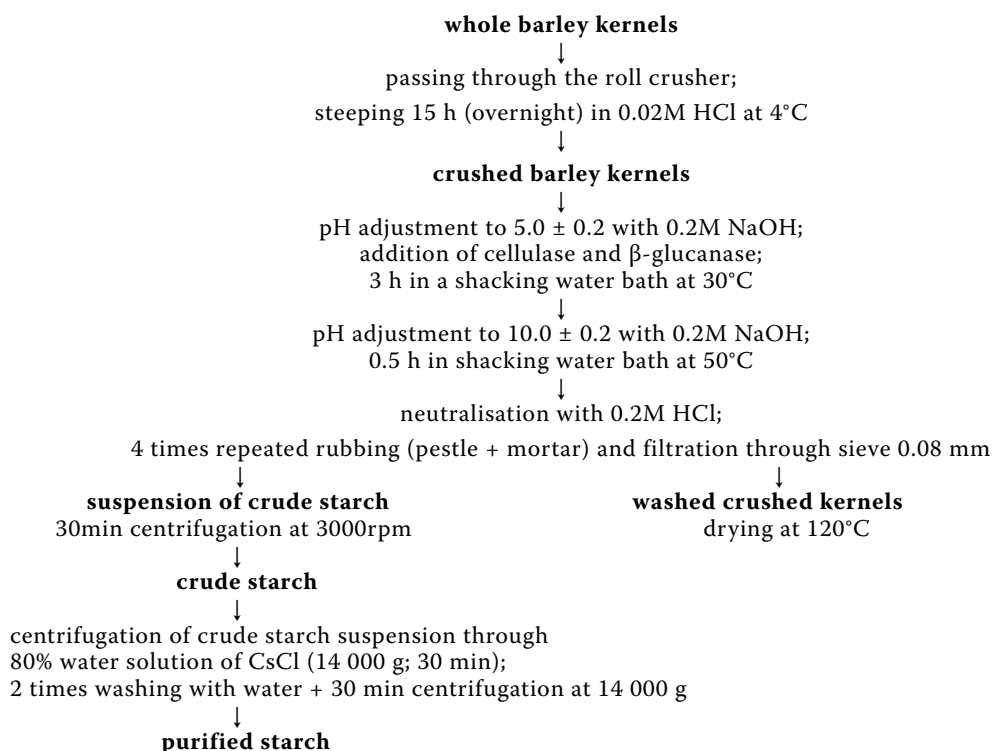 whole barley kernels
↓
passing through the roll crusher;
steeping 15 h (overnight) in 0.02M HCl at 4°C
↓
crushed barley kernels
↓
pH adjustment to 5.0 ± 0.2 with 0.2M NaOH;
addition of cellulase and β-glucanase;
3 h in a shacking water bath at 30°C
↓
pH adjustment to 10.0 ± 0.2 with 0.2M NaOH;
0.5 h in shacking water bath at 50°C
↓
neutralisation with 0.2M HCl;
4 times repeated rubbing (pestle + mortar) and filtration through sieve 0.08 mm
↓ ↓
suspension of crude starch washed crushed kernels
30min centrifugation at 3000rpm drying at 120°C
↓
crude starch
↓
centrifugation of crude starch suspension through
80% water solution of CsCl (14 000 g; 30 min);
2 times washing with water + 30 min centrifugation at 14 000 g
↓
purified starch